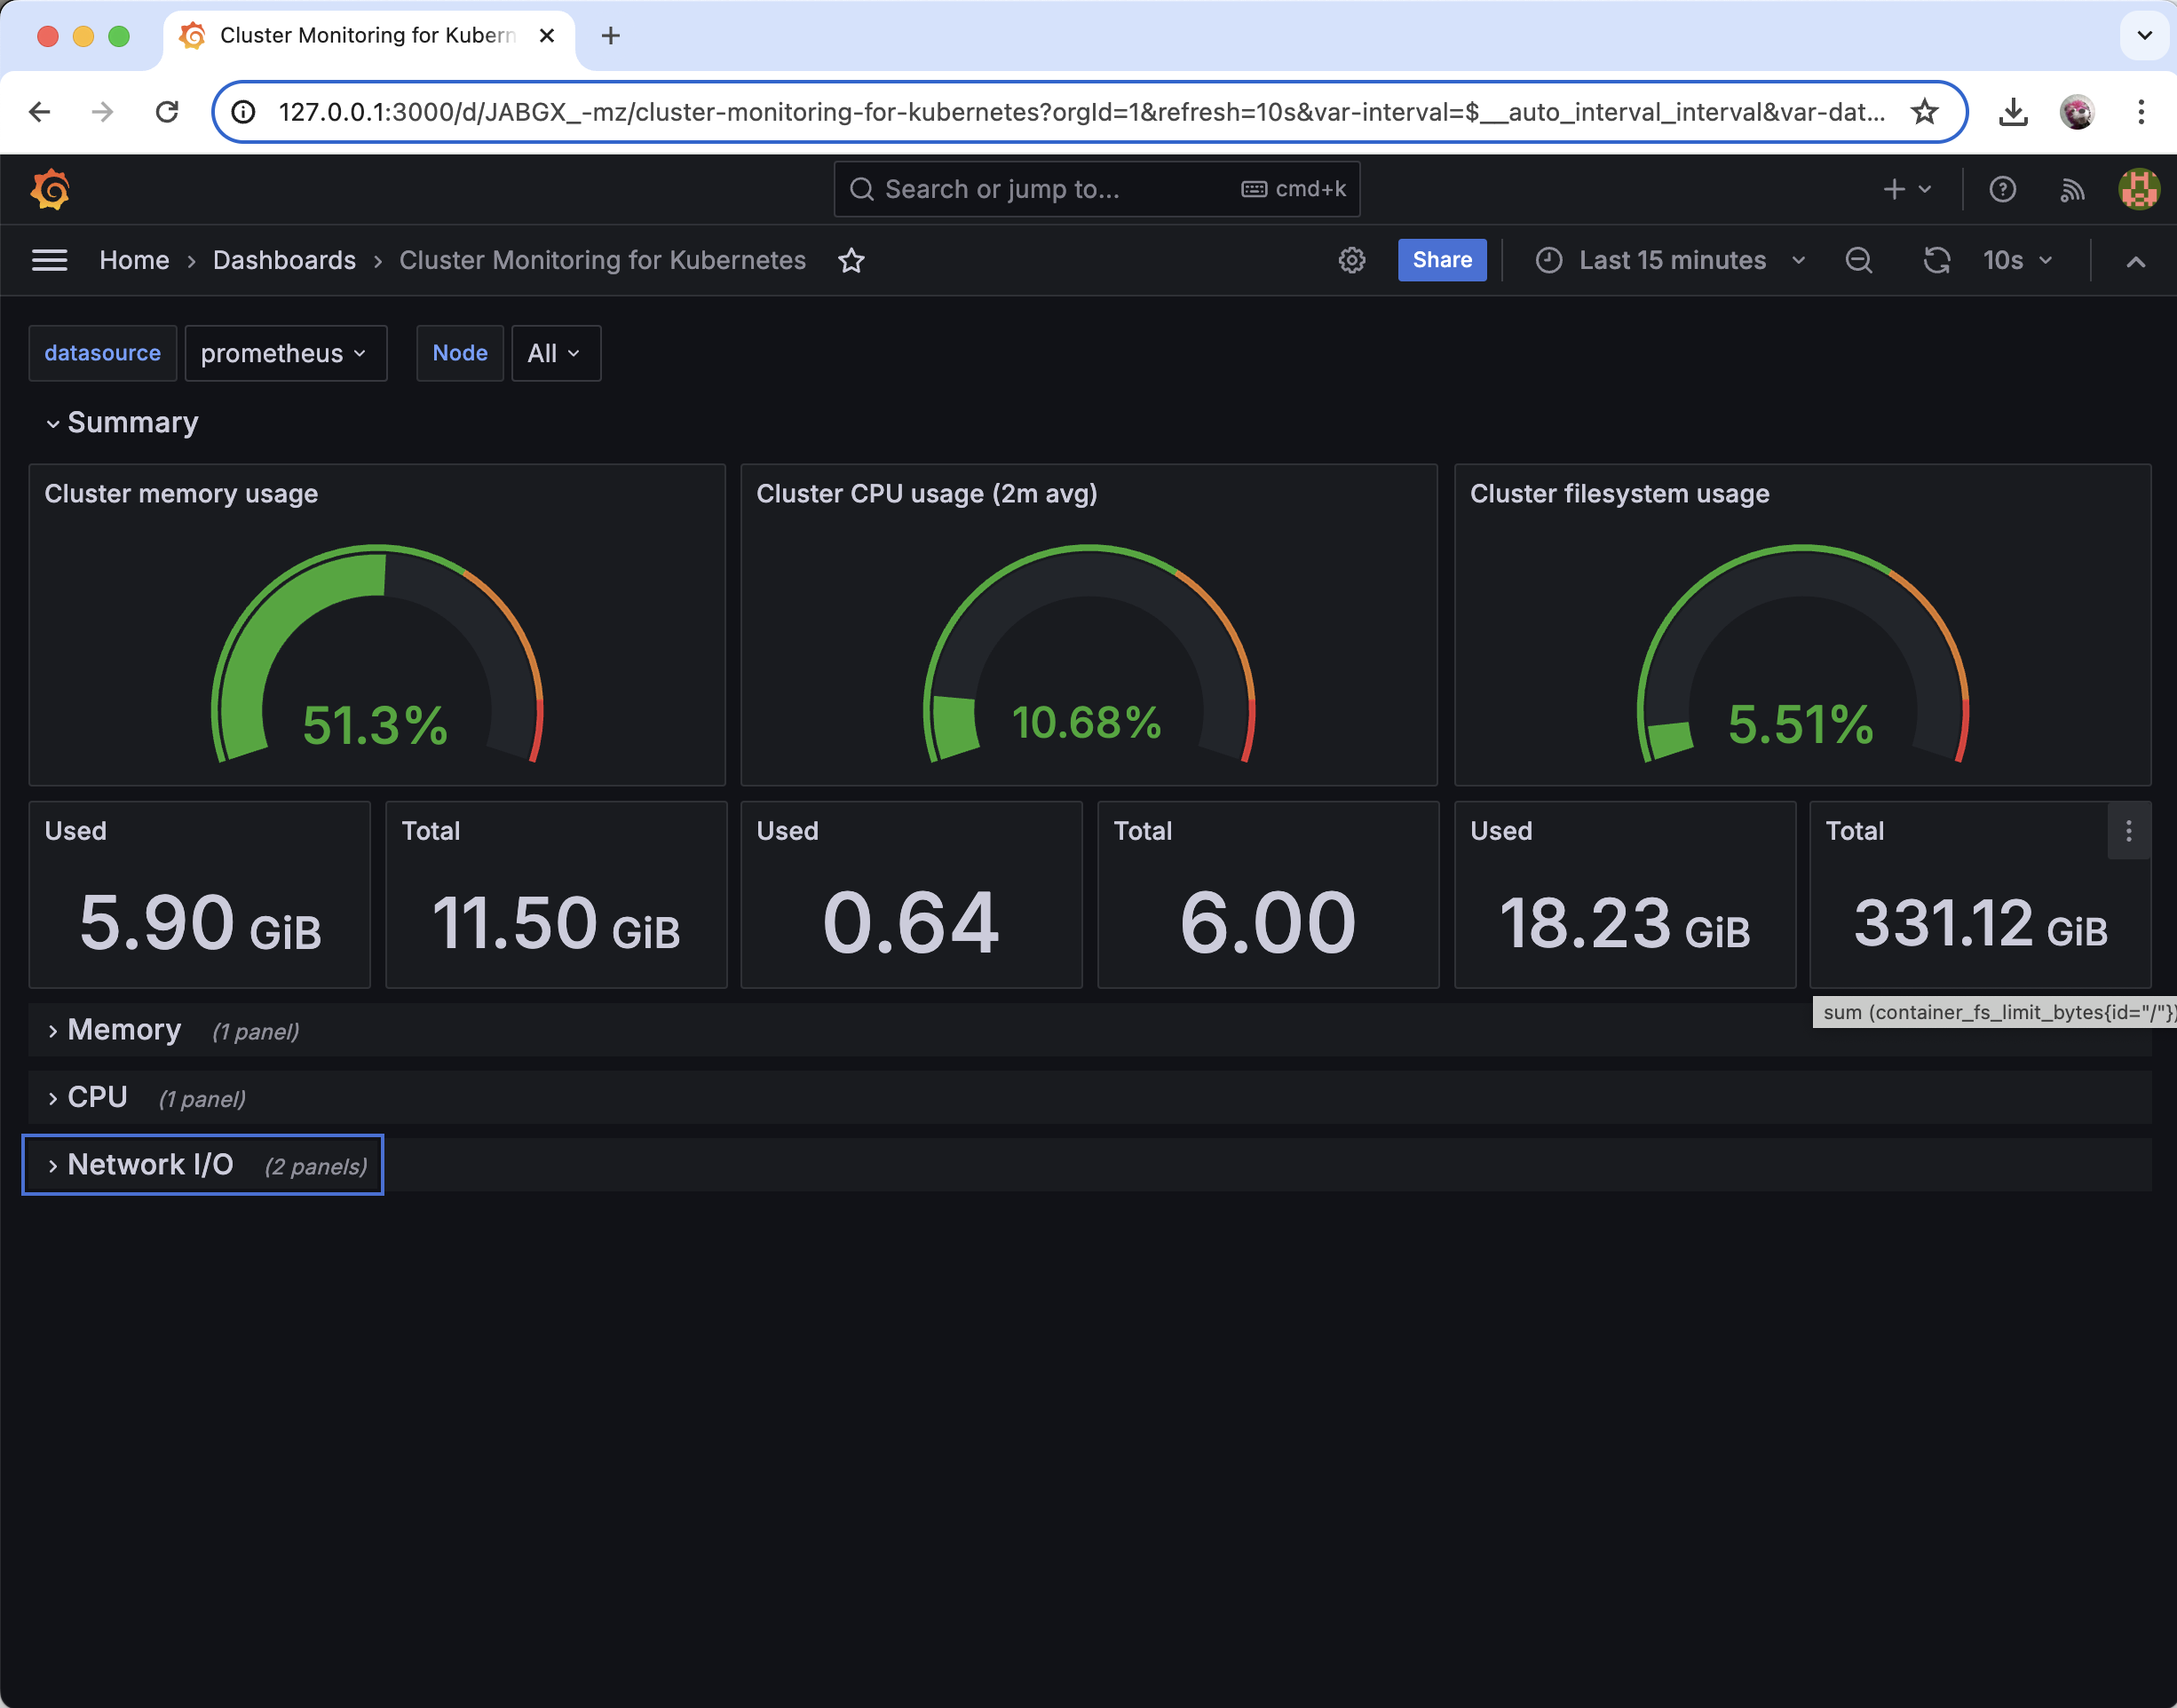 Cluster Monitoring for Kubern
127.0.0.1:3000/d/JABGX_-mz/cluster-monitoring-for-kubernetes?orgId=1&refresh=10s&var-interval=$__auto_interval_interval&var-dat...
Search or jump to... cmd+k
Home > Dashboards > Cluster Monitoring for Kubernetes Share Last 15 minutes 10s
datasource prometheus Node All
Summary
Cluster memory usage
51.3%
Cluster CPU usage (2m avg)
10.68%
Cluster filesystem usage
5.51%
Used
5.90 GiB
Total
11.50 GiB
Used
0.64
Total
6.00
Used
18.23 GiB
Total
331.12 GiB
sum (container_fs_limit_bytes{id="/"})
Memory (1 panel)
CPU (1 panel)
Network I/O (2 panels)